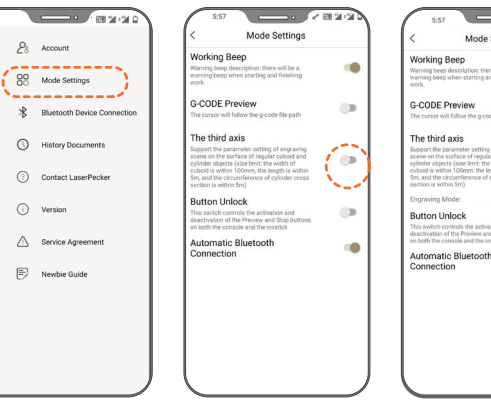 Account
Mode Settings
Bluetooth Device Connection
History Documents
Contact LaserPecker
Version
Service Agreement
Newbie Guide
5:57
Mode Settings
Working Beep
Warning beep description: there will be a
warning beep when starting and finishing
work.
G-CODE Preview
The cursor will follow the g-code file path
The third axis
Support the parameter setting of engraving
scene on the surface of regular cuboid and
cylinder objects (size limit: the width of
cuboid is within 100mm, the length is within
5m, and the circumference of cylinder cross
section is within 5m)
Button Unlock
This switch controls the activation and
deactivation of the Preview and Stop buttons
on both the console and the joystick
Automatic Bluetooth
Connection
5:57
Mode
Working Beep
Warning beep description:
warning beep when starting
work.
G-CODE Preview
The cursor will follow the
The third axis
Support the parameter setting
scene on the surface of
cylinder objects (size limit: the
cuboid is within 100mm, the
5m, and the circumference of
section is within 5m)
Engraving Mode:
Button Unlock
This switch controls the
deactivation of the Preview
on both the console and the
Automatic Bluetooth
Connection